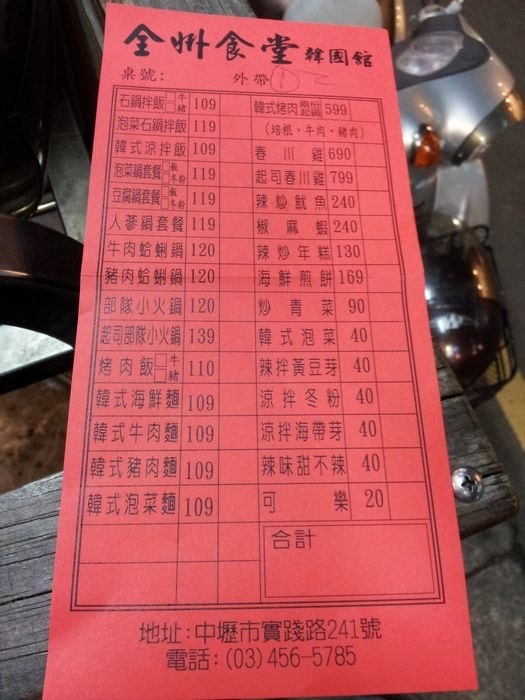 全州食堂 韓國館
桌號: 外帶
石鍋拌飯□牛□豬 109 韓式烤肉兩份起鍋 599
泡菜石鍋拌飯 119 (培根、牛肉、豬肉)
韓式涼拌飯 109 春川雞 690
泡菜鍋套餐□飯□冬粉 119 起司春川雞 799
豆腐鍋套餐□飯□冬粉 119 辣炒魷魚 240
人蔘鍋套餐 119 椒麻蝦 240
牛肉蛤蜊鍋 120 辣炒年糕 130
豬肉蛤蜊鍋 120 海鮮煎餅 169
部隊小火鍋 120 炒青菜 90
起司部隊小火鍋 139 韓式泡菜 40
烤肉飯□牛□豬 110 辣拌黃豆芽 40
韓式海鮮麵 109 涼拌冬粉 40
韓式牛肉麵 109 涼拌海帶芽 40
韓式豬肉麵 109 辣味甜不辣 40
韓式泡菜麵 109 可樂 20
合計
地址:中壢市實踐路241號
電話:(03)456-5785